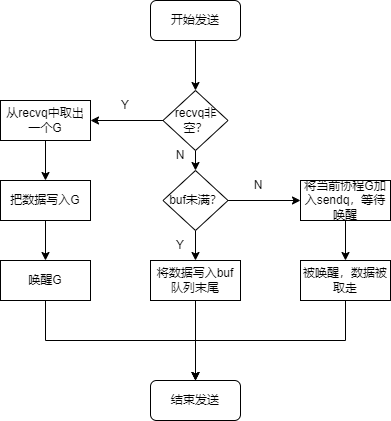 开始发送
Y
从recvq中取出
一个G
recvq非
空?
N
把数据写入G
buf未满?
N
将当前协程G加
入sendq，等待
唤醒
Y
唤醒G
将数据写入buf
队列末尾
被唤醒，数据被
取走
结束发送